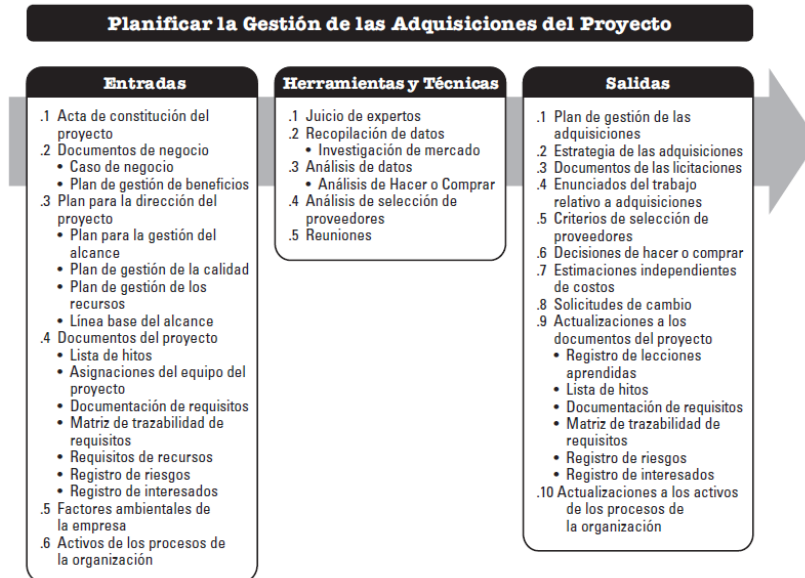 Planificar la Gestión de las Adquisiciones del Proyecto
Entradas
.1 Acta de constitución del
proyecto
.2 Documentos de negocio
• Caso de negocio
• Plan de gestión de beneficios
.3 Plan para la dirección del
proyecto
• Plan para la gestión del
alcance
• Plan de gestión de la calidad
• Plan de gestión de los
recursos
• Línea base del alcance
.4 Documentos del proyecto
• Lista de hitos
• Asignaciones del equipo del
proyecto
• Documentación de requisitos
• Matriz de trazabilidad de
requisitos
• Requisitos de recursos
• Registro de riesgos
• Registro de interesados
.5 Factores ambientales de
la empresa
.6 Activos de los procesos de
la organización
Herramientas y Técnicas
.1 Juicio de expertos
.2 Recopilación de datos
• Investigación de mercado
.3 Análisis de datos
• Análisis de Hacer o Comprar
.4 Análisis de selección de
proveedores
.5 Reuniones
Salidas
.1 Plan de gestión de las
adquisiciones
.2 Estrategia de las adquisiciones
.3 Documentos de las licitaciones
.4 Enunciados del trabajo
relativo a adquisiciones
.5 Criterios de selección de
proveedores
.6 Decisiones de hacer o comprar
.7 Estimaciones independientes
de costos
.8 Solicitudes de cambio
.9 Actualizaciones a los
documentos del proyecto
• Registro de lecciones
aprendidas
• Lista de hitos
• Documentación de requisitos
• Matriz de trazabilidad de
requisitos
• Registro de riesgos
• Registro de interesados
.10 Actualizaciones a los activos
de los procesos de
la organización